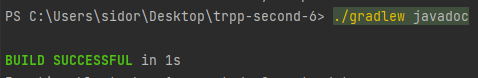 PS C:\Users\sidor\Desktop\trpp-second-6> ./gradlew javadoc
BUILD SUCCESSFUL in 1s